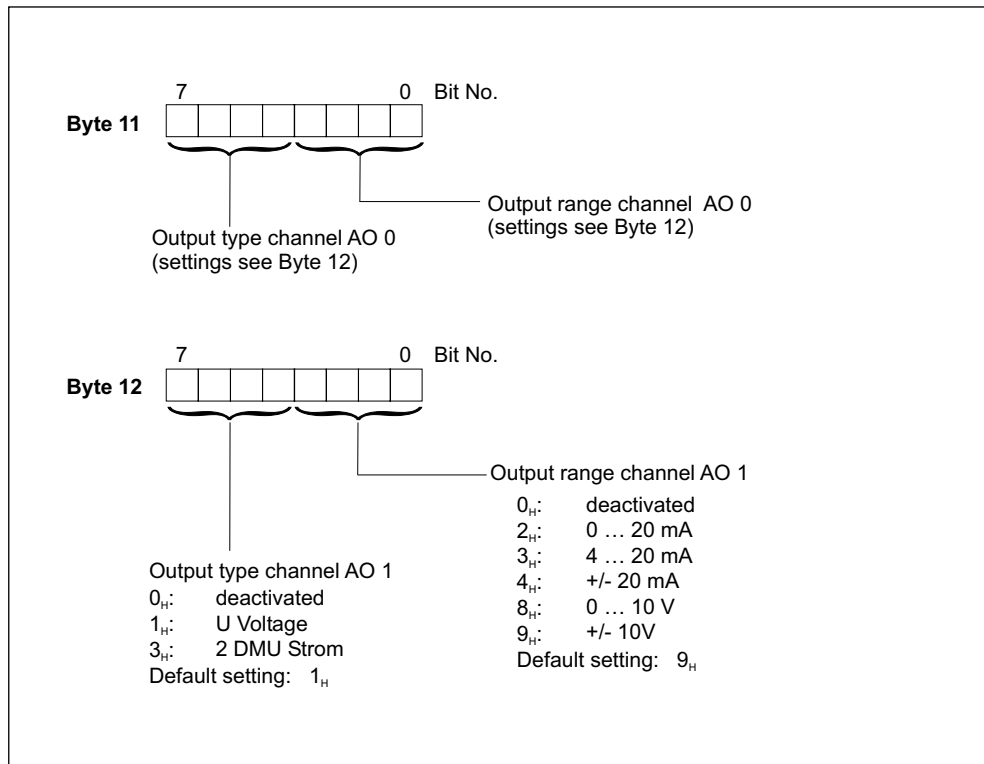 7 0 Bit No.
Byte 11
Output range channel AO 0
(settings see Byte 12)
Output type channel AO 0
(settings see Byte 12)
7 0 Bit No.
Byte 12
Output range channel AO 1
0H: deactivated
2H: 0 … 20 mA
3H: 4 … 20 mA
4H: +/- 20 mA
8H: 0 … 10 V
9H: +/- 10V
Default setting: 9H
Output type channel AO 1
0H: deactivated
1H: U Voltage
3H: 2 DMU Strom
Default setting: 1H